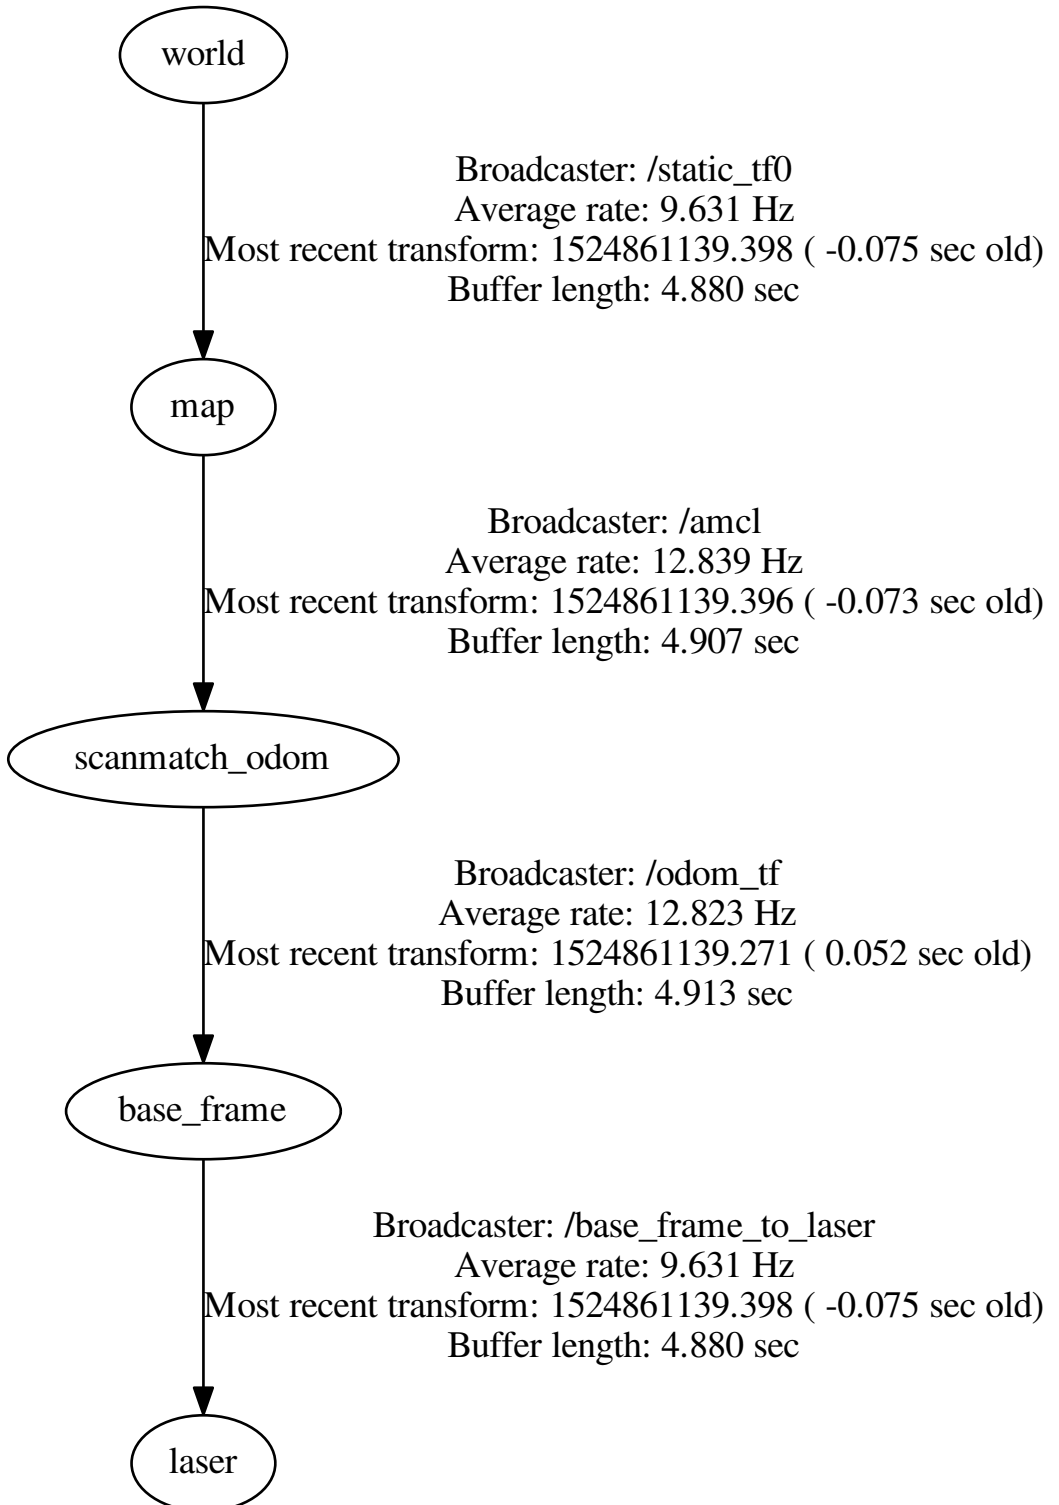 world
Broadcaster: /static_tf0
Average rate: 9.631 Hz
Most recent transform: 1524861139.398 ( -0.075 sec old)
Buffer length: 4.880 sec
map
Broadcaster: /amcl
Average rate: 12.839 Hz
Most recent transform: 1524861139.396 ( -0.073 sec old)
Buffer length: 4.907 sec
scanmatch_odom
Broadcaster: /odom_tf
Average rate: 12.823 Hz
Most recent transform: 1524861139.271 ( 0.052 sec old)
Buffer length: 4.913 sec
base_frame
Broadcaster: /base_frame_to_laser
Average rate: 9.631 Hz
Most recent transform: 1524861139.398 ( -0.075 sec old)
Buffer length: 4.880 sec
laser